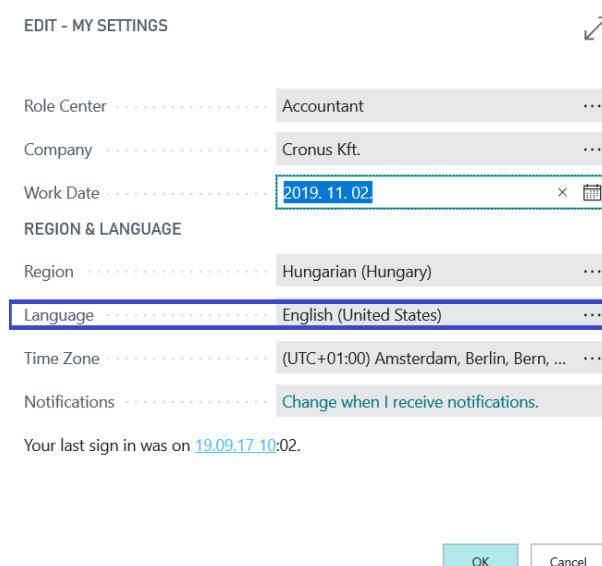 EDIT - MY SETTINGS
Role Center Accountant ...
Company Cronus Kft. ...
Work Date 2019. 11. 02. ×
REGION & LANGUAGE
Region Hungarian (Hungary) ...
Language English (United States) ...
Time Zone (UTC+01:00) Amsterdam, Berlin, Bern, ... ...
Notifications Change when I receive notifications.
Your last sign in was on 19.09.17 10:02.
OK Cancel